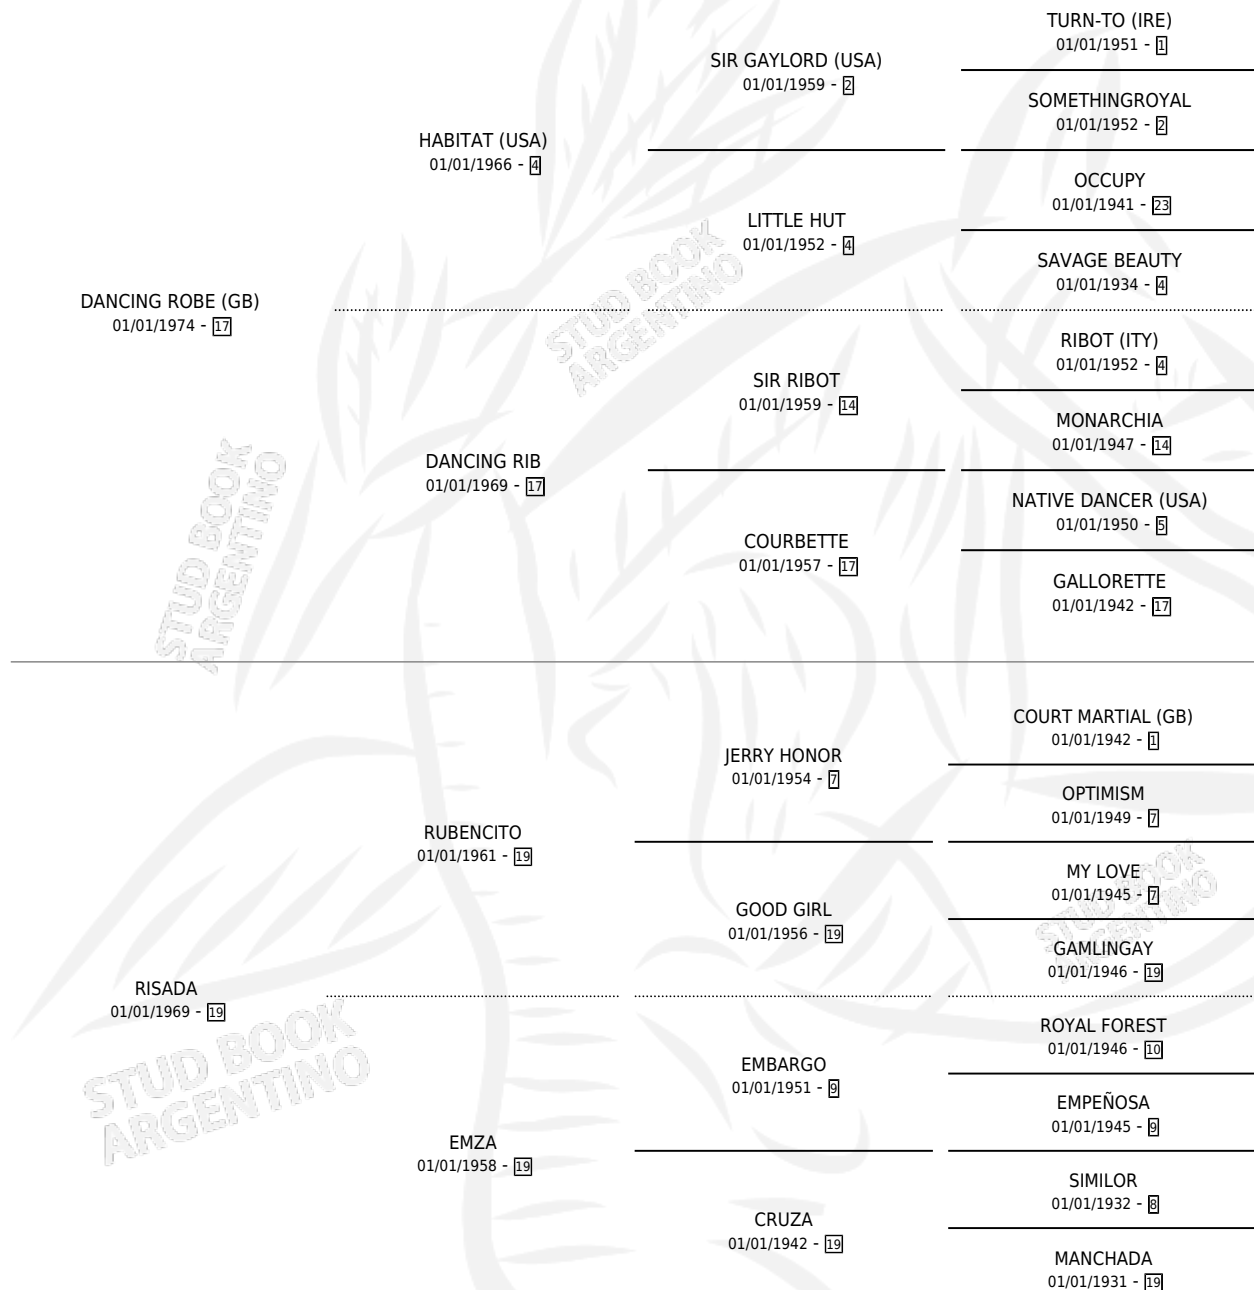 TURN-TO (IRE)
01/01/1951 - 1
SIR GAYLORD (USA)
01/01/1959 - 2
SOMETHINGROYAL
01/01/1952 - 2
HABITAT (USA)
01/01/1966 - 4
OCCUPY
01/01/1941 - 23
LITTLE HUT
01/01/1952 - 4
SAVAGE BEAUTY
01/01/1934 - 4
DANCING ROBE (GB)
01/01/1974 - 17
RIBOT (ITY)
01/01/1952 - 4
SIR RIBOT
01/01/1959 - 14
MONARCHIA
01/01/1947 - 14
DANCING RIB
01/01/1969 - 17
NATIVE DANCER (USA)
01/01/1950 - 5
COURBETTE
01/01/1957 - 17
GALLORETTE
01/01/1942 - 17
STUD BOOK
ARGENTINO
STUD BOOK
ARGENTINO
COURT MARTIAL (GB)
01/01/1942 - 1
JERRY HONOR
01/01/1954 - 7
OPTIMISM
01/01/1949 - 7
RUBENCITO
01/01/1961 - 19
MY LOVE
01/01/1945 - 7
GOOD GIRL
01/01/1956 - 19
GAMLINGAY
01/01/1946 - 19
RISADA
01/01/1969 - 19
ROYAL FOREST
01/01/1946 - 10
EMBARGO
01/01/1951 - 9
EMPEÑOSA
01/01/1945 - 9
EMZA
01/01/1958 - 19
SIMILOR
01/01/1932 - 8
CRUZA
01/01/1942 - 19
MANCHADA
01/01/1931 - 19
STUD BOOK
ARGENTINO
STUD BOOK
ARGENTINO